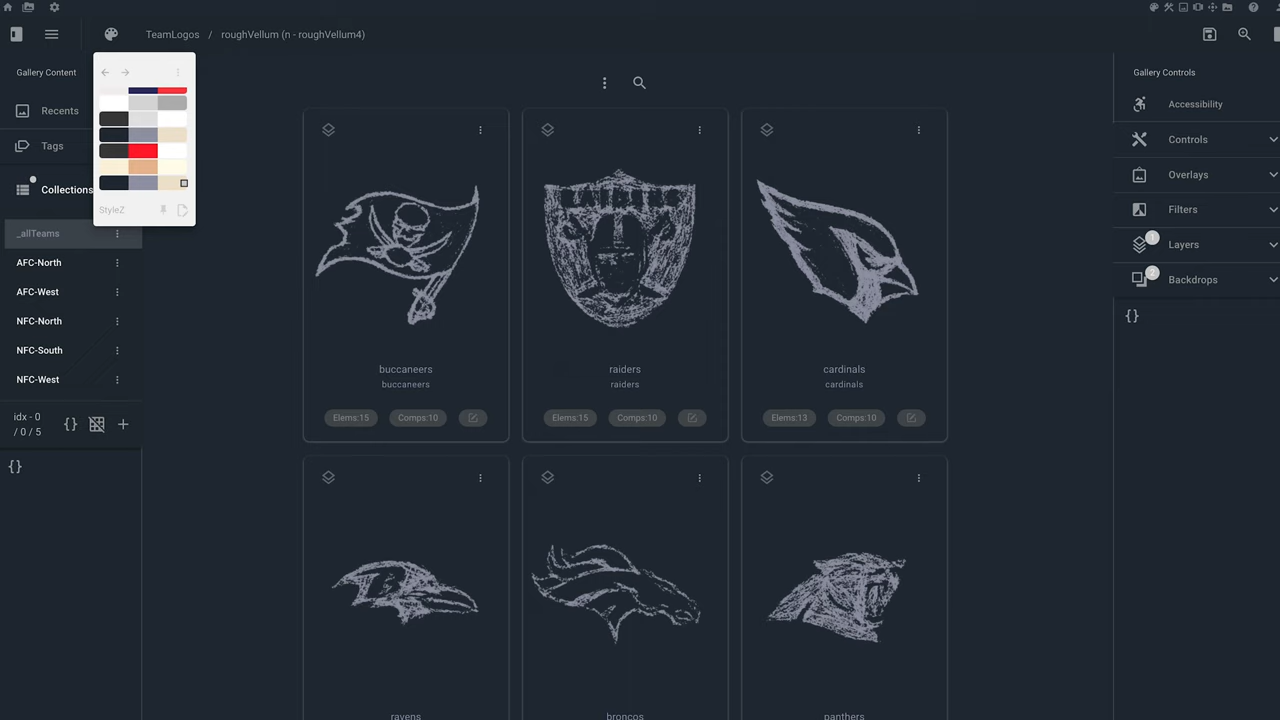 TeamLogos / roughVellum (n - roughVellum4)
Gallery Content
Recents
Tags
Collections
_allTeams
AFC-North
AFC-West
NFC-North
NFC-South
NFC-West
idx - 0
/ 0 / 5
{}
{}
StyleZ
buccaneers
buccaneers
Elems:15 Comps:10
raiders
raiders
Elems:15 Comps:10
cardinals
cardinals
Elems:13 Comps:10
ravens
broncos
panthers
Gallery Controls
Accessibility
Controls
Overlays
Filters
1
Layers
2
Backdrops
{}